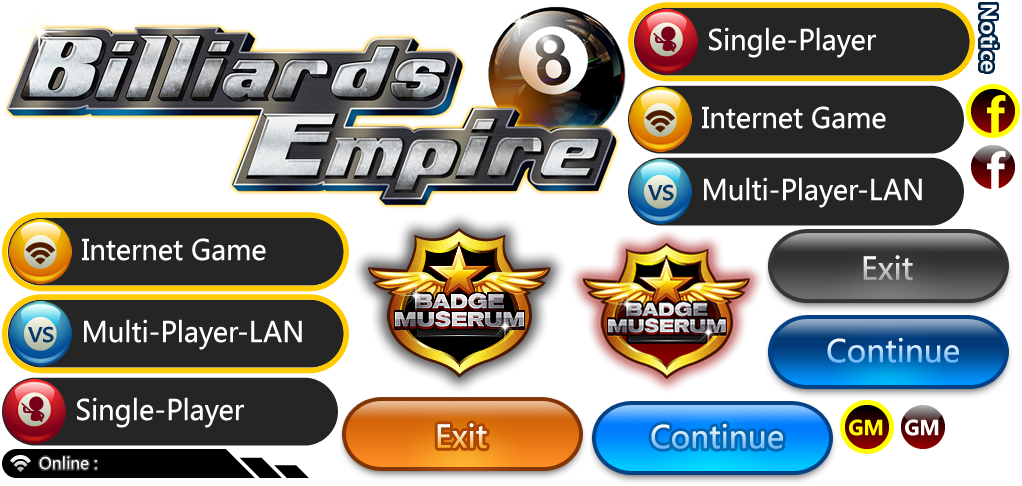 Billiards
Empire
8
Single-Player
Notice
Internet Game
f
Multi-Player-LAN
f
Internet Game
BADGE
MUSERUM
BADGE
MUSERUM
Exit
VS
Multi-Player-LAN
VS
Continue
Single-Player
Exit
Continue
GM
GM
Online :